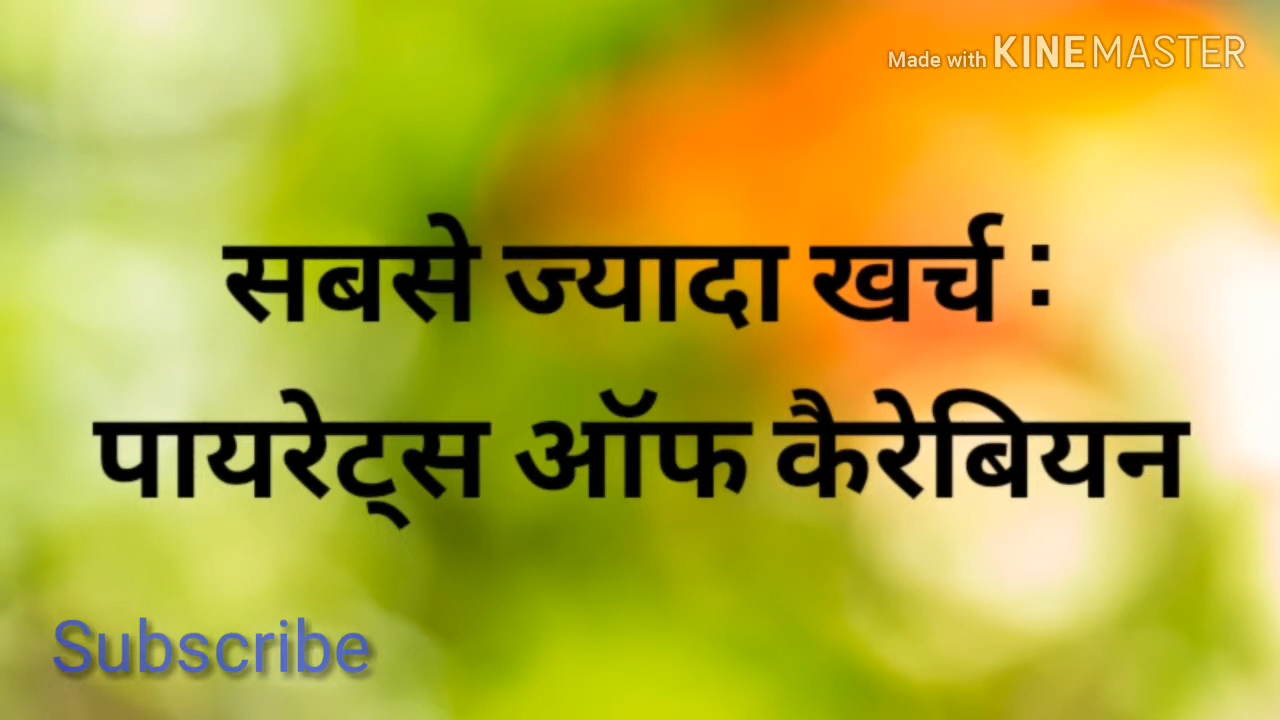 Made with KINEMASTER
सबसे ज्यादा खर्च :
पायरेट्स ऑफ कैरेबियन
Subscribe